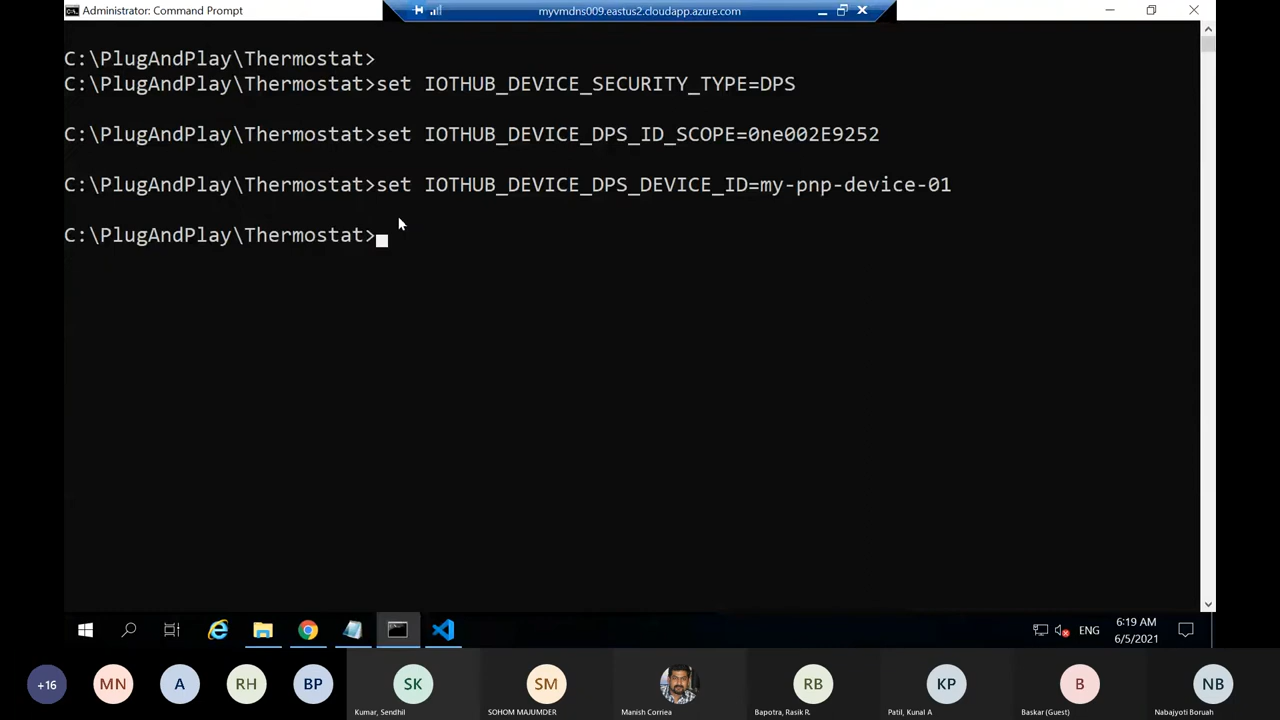 Administrator: Command Prompt
myvmdns009.eastus2.cloudapp.azure.com
C:\PlugAndPlay\Thermostat>
C:\PlugAndPlay\Thermostat>set IOTHUB_DEVICE_SECURITY_TYPE=DPS
C:\PlugAndPlay\Thermostat>set IOTHUB_DEVICE_DPS_ID_SCOPE=0ne002E9252
C:\PlugAndPlay\Thermostat>set IOTHUB_DEVICE_DPS_DEVICE_ID=my-pnp-device-01
C:\PlugAndPlay\Thermostat>
ENG
6:19 AM
6/5/2021
+16
MN
A
RH
BP
SK
SM
RB
KP
B
NB
Kumar, Sendhil
SOHOM MAJUMDER
Manish Correia
Bapotra, Rasik R.
Patil, Kunal A
Baskar (Guest)
Nabajyoti Boruah